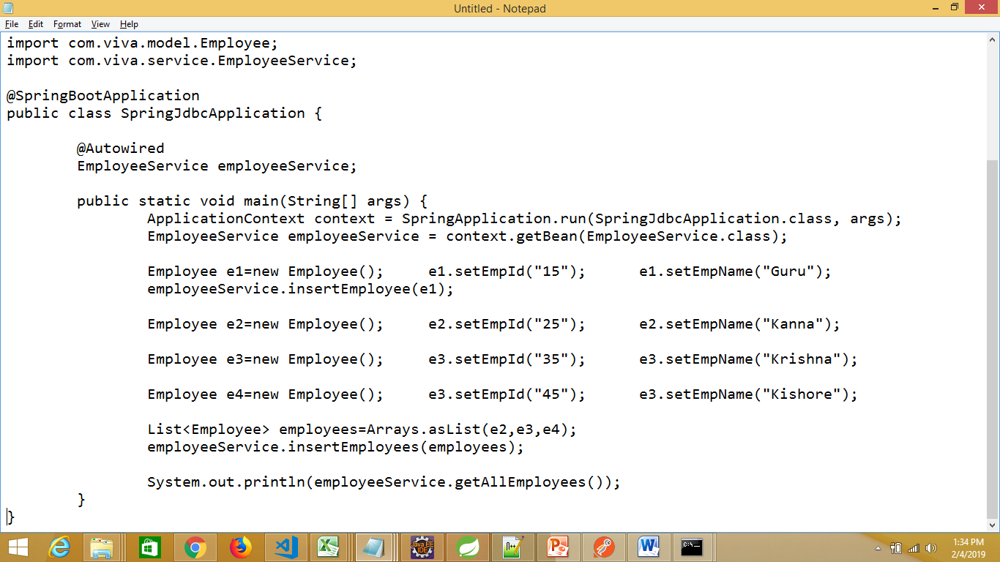 Untitled - Notepad
File Edit Format View Help
import com.viva.model.Employee;
import com.viva.service.EmployeeService;
@SpringBootApplication
public class SpringJdbcApplication {
@Autowired
EmployeeService employeeService;
public static void main(String[] args) {
ApplicationContext context = SpringApplication.run(SpringJdbcApplication.class, args);
EmployeeService employeeService = context.getBean(EmployeeService.class);
Employee e1=new Employee(); e1.setEmpId("15"); e1.setEmpName("Guru");
employeeService.insertEmployee(e1);
Employee e2=new Employee(); e2.setEmpId("25"); e2.setEmpName("Kanna");
Employee e3=new Employee(); e3.setEmpId("35"); e3.setEmpName("Krishna");
Employee e4=new Employee(); e3.setEmpId("45"); e3.setEmpName("Kishore");
List<Employee> employees=Arrays.asList(e2,e3,e4);
employeeService.insertEmployees(employees);
System.out.println(employeeService.getAllEmployees());
}
}
Java EE
IDE
C:\
1:34 PM
2/4/2019